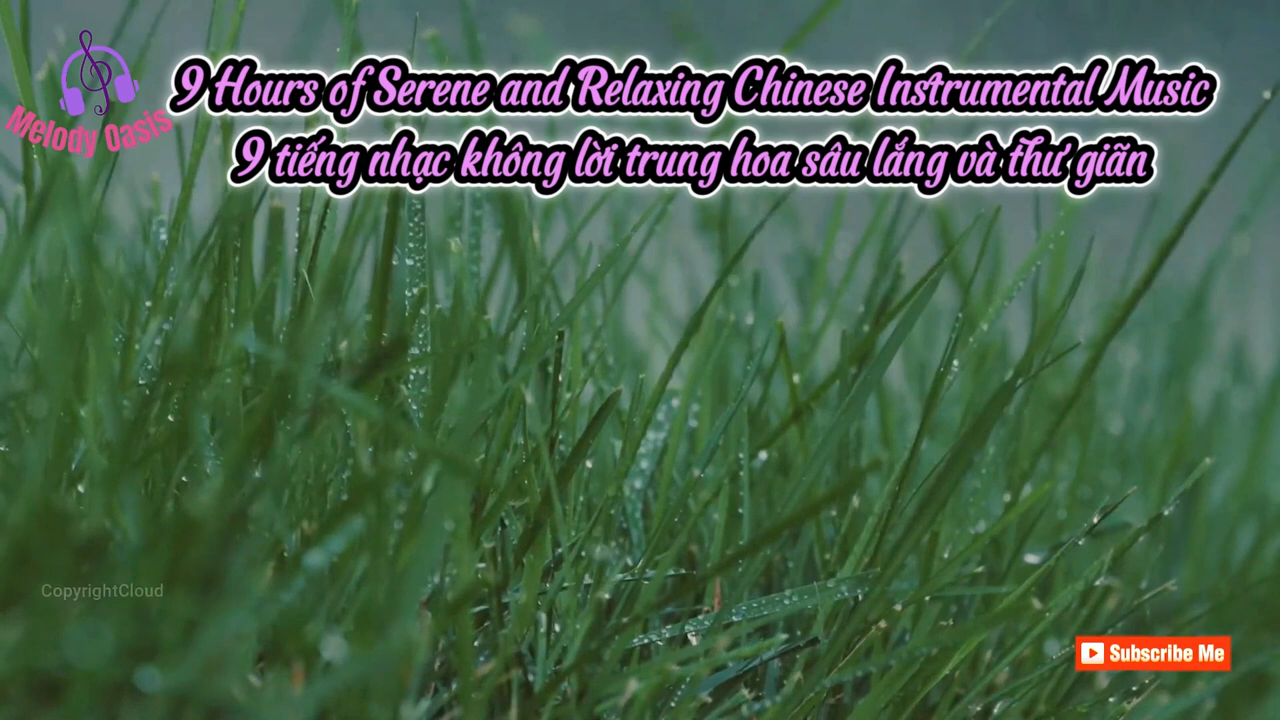 Melody Oasis
9 Hours of Serene and Relaxing Chinese Instrumental Music
9 tiếng nhạc không lời trung hoa sâu lắng và thư giãn
CopyrightCloud
Subscribe Me